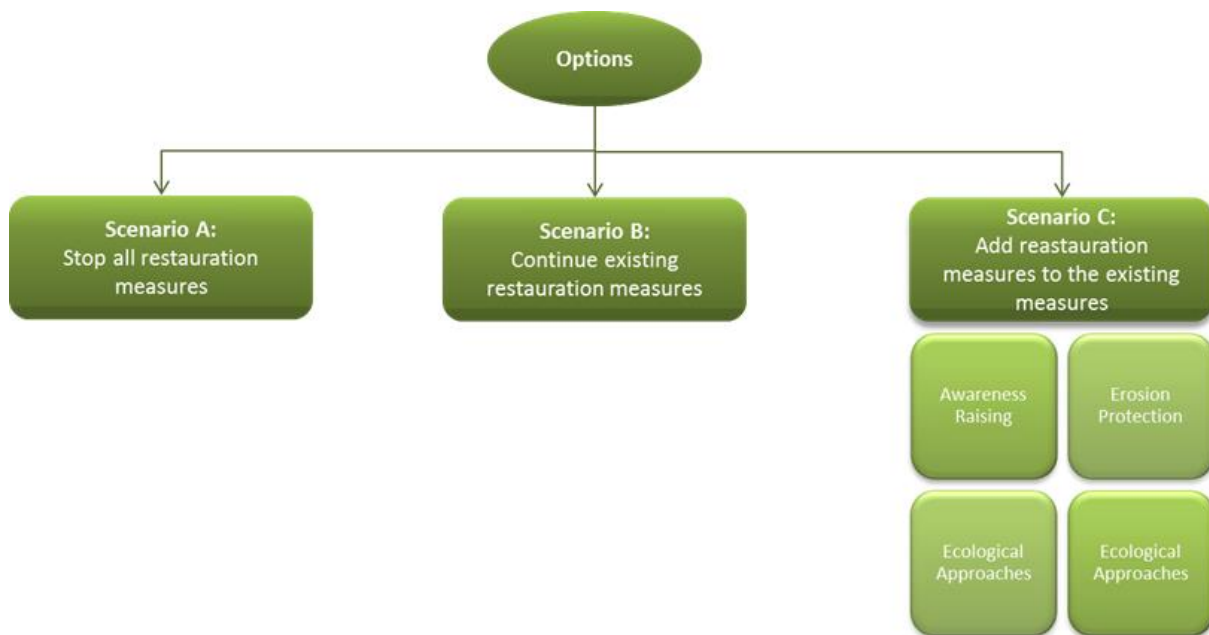 Options
Scenario A:
Stop all restauration
measures
Scenario B:
Continue existing
restauration measures
Scenario C:
Add reastauration
measures to the existing
measures
Awareness
Raising
Erosion
Protection
Ecological
Approaches
Ecological
Approaches